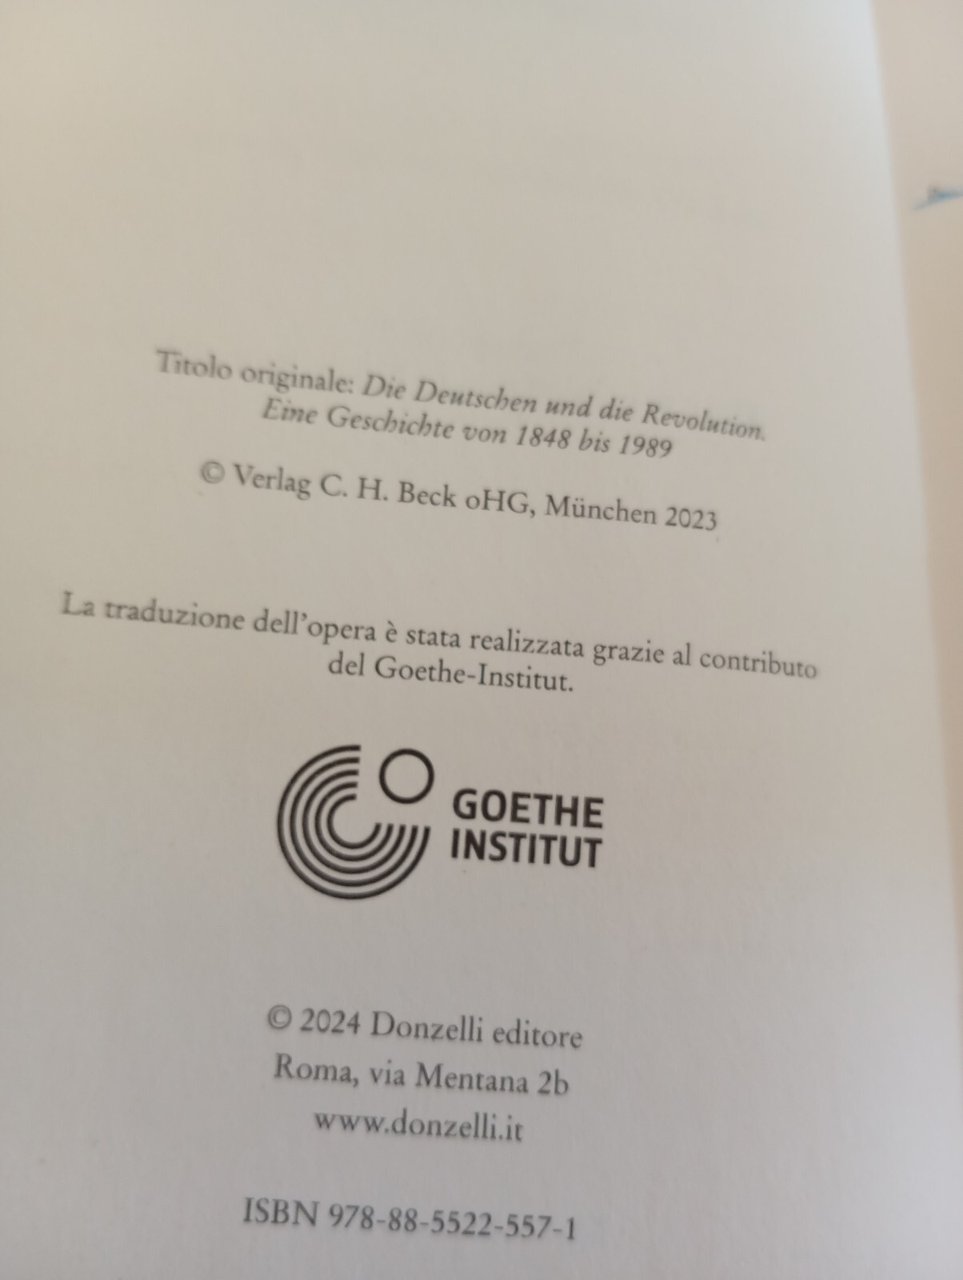 Titolo originale: Die Deutschen und die Revolution.
Eine Geschichte von 1848 bis 1989
© Verlag C. H. Beck oHG, München 2023
La traduzione dell’opera è stata realizzata grazie al contributo
del Goethe-Institut.
GOETHE
INSTITUT
© 2024 Donzelli editore
Roma, via Mentana 2b
www.donzelli.it
ISBN 978-88-5522-557-1